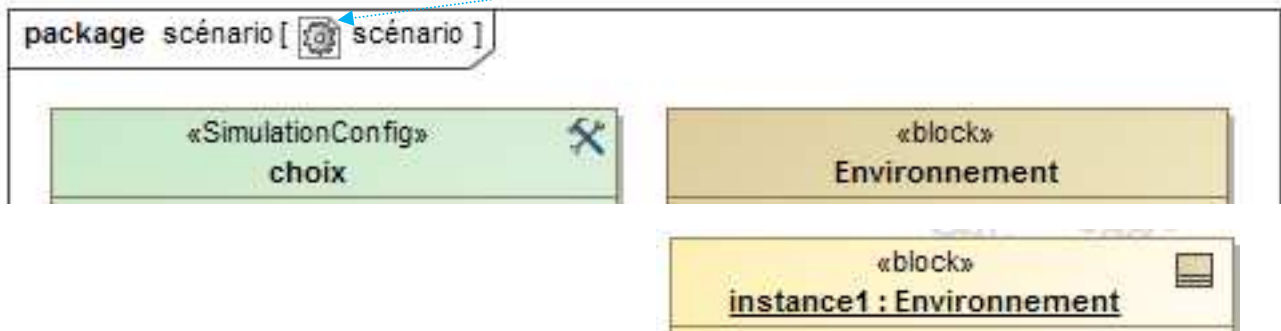 package scénario [ scénario ]
«SimulationConfig»
choix
«block»
Environnement
«block»
instance1 : Environnement